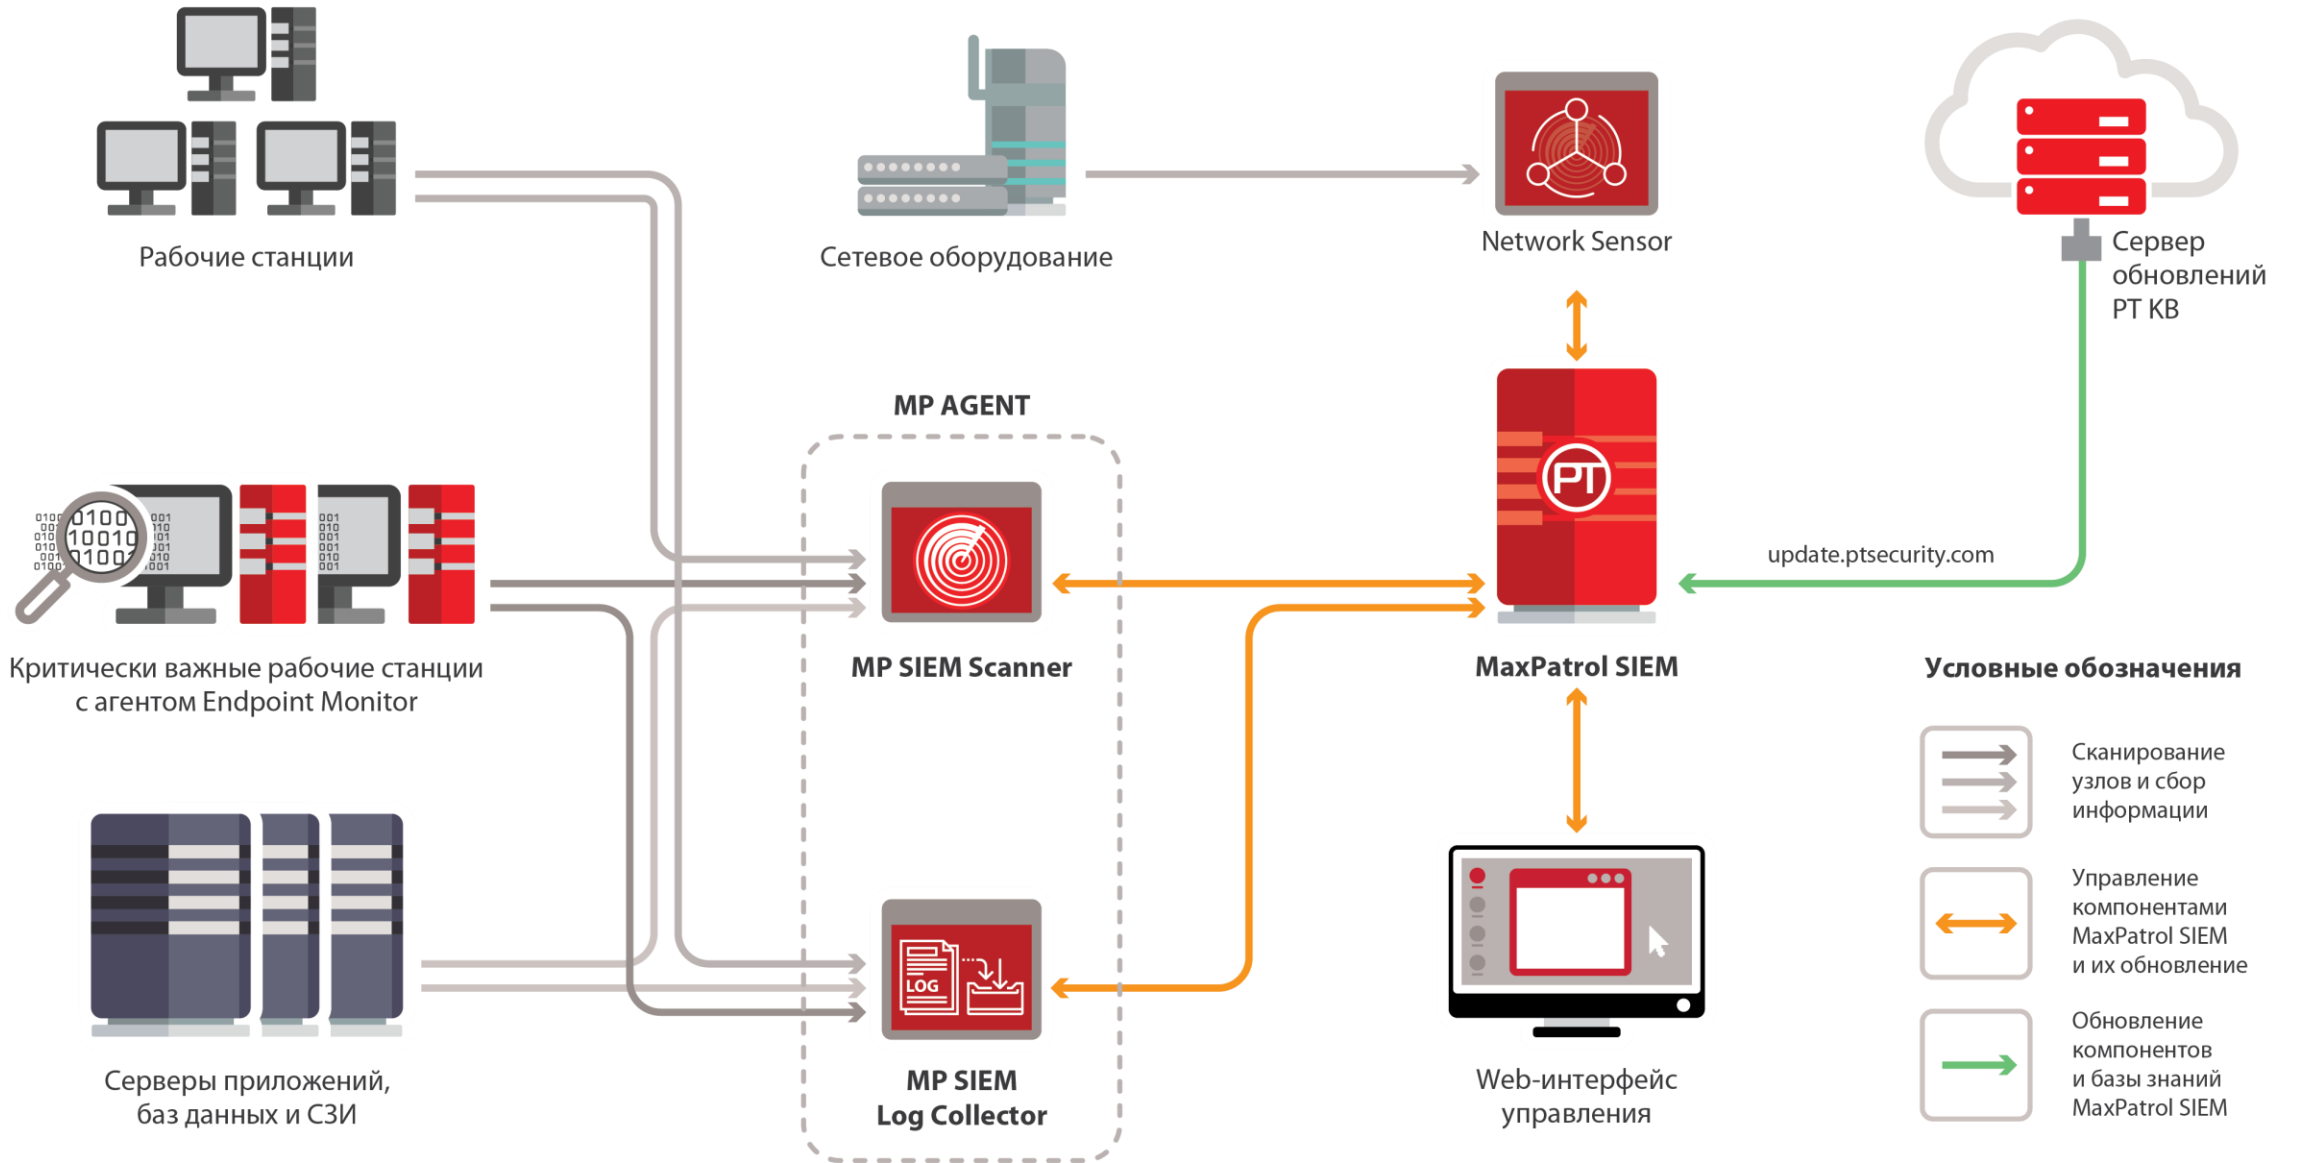 Рабочие станции
Сетевое оборудование
Network Sensor
Сервер
обновлений
PT KB
MP AGENT
PT
update.ptsecurity.com
Критически важные рабочие станции
с агентом Endpoint Monitor
MP SIEM Scanner
MaxPatrol SIEM
LOG
Серверы приложений,
баз данных и СЗИ
MP SIEM
Log Collector
Web-интерфейс
управления
Условные обозначения
Сканирование
узлов и сбор
информации
Управление
компонентами
MaxPatrol SIEM
и их обновление
Обновление
компонентов
и базы знаний
MaxPatrol SIEM